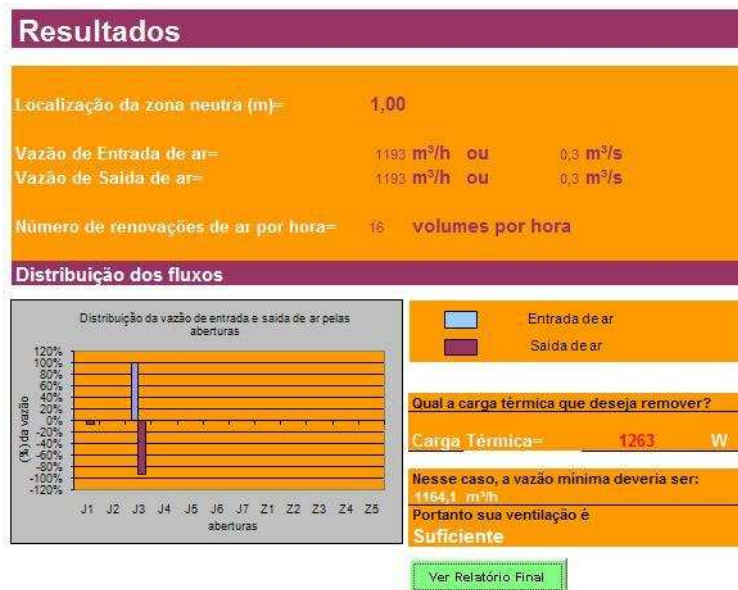 Resultados
Localização da zona neutra (m)= 1,00
Vazão de Entrada de ar= 1193 m³/h ou 0,3 m³/s
Vazão de Saida de ar= 1193 m³/h ou 0,3 m³/s
Número de renovações de ar por hora= 16 volumes por hora
Distribuição dos fluxos
Distribuição da vazão de entrada e saida de ar pelas
aberturas
120%
100%
80%
60%
40%
20%
0%
-20%
-40%
-60%
-80%
-100%
-120%
(%) da vazão
J1 J2 J3 J4 J5 J6 J7 Z1 Z2 Z3 Z4 Z5
aberturas
Entrada de ar
Saida de ar
Qual a carga térmica que deseja remover?
Carga Térmica= 1263 W
Nesse caso, a vazão mínima deveria ser:
1164,1 m³/h
Portanto sua ventilação é
Suficiente
Ver Relatório Final